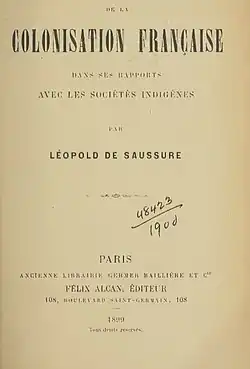 DE LA
COLONISATION FRANÇAISE
DANS SES RAPPORTS
AVEC LES SOCIÉTÉS INDIGÈNES
PAR
LÉOPOLD DE SAUSSURE
48423
1900
PARIS
ANCIENNE LIBRAIRIE GERMER BAILLIÈRE ET Cie
FÉLIX ALCAN, ÉDITEUR
108, BOULEVARD SAINT-GERMAIN, 108
1899
Tous droits réservés.